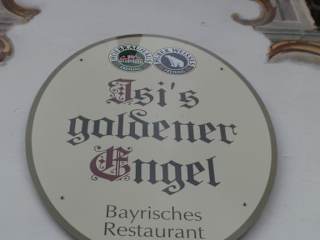 Isi's
goldener
Engel
Bayrisches
Restaurant